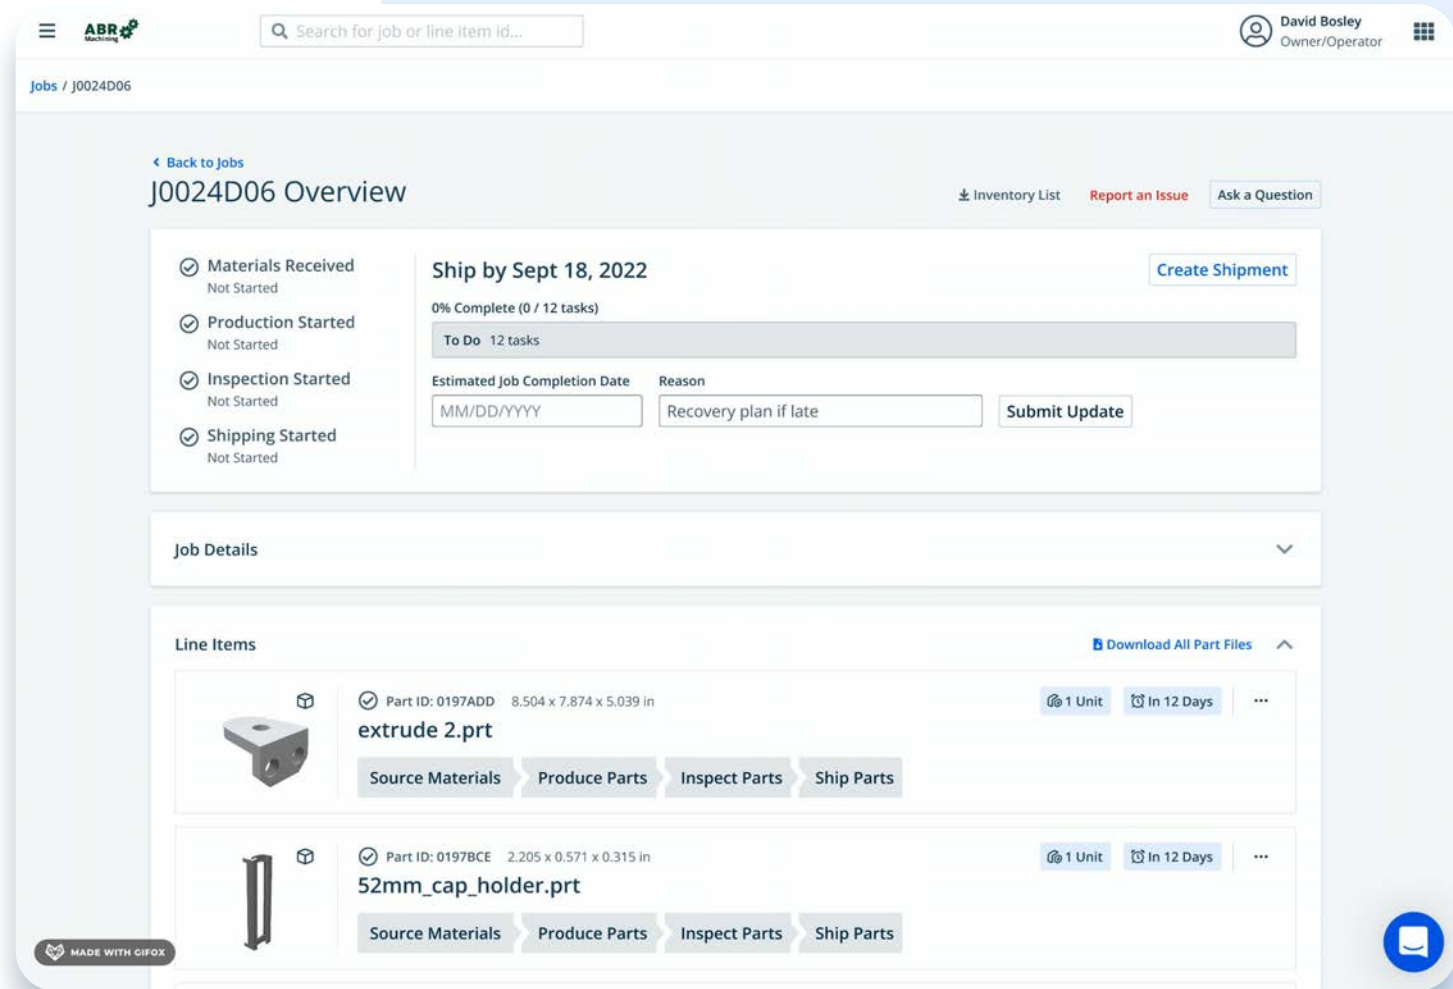 ABR
Machining
Search for job or line item id...
David Bosley
Owner/Operator
Jobs / J0024D06
Back to Jobs
J0024D06 Overview
Inventory List
Report an Issue
Ask a Question
Materials Received
Not Started
Production Started
Not Started
Inspection Started
Not Started
Shipping Started
Not Started
Ship by Sept 18, 2022
Create Shipment
0% Complete (0 / 12 tasks)
To Do 12 tasks
Estimated Job Completion Date
Reason
MM/DD/YYYY
Recovery plan if late
Submit Update
Job Details
Line Items
Download All Part Files
Part ID: 0197ADD 8.504 x 7.874 x 5.039 in
1 Unit
In 12 Days
extrude 2.prt
Source Materials
Produce Parts
Inspect Parts
Ship Parts
Part ID: 0197BCE 2.205 x 0.571 x 0.315 in
1 Unit
In 12 Days
52mm_cap_holder.prt
Source Materials
Produce Parts
Inspect Parts
Ship Parts
MADE WITH GIFOX